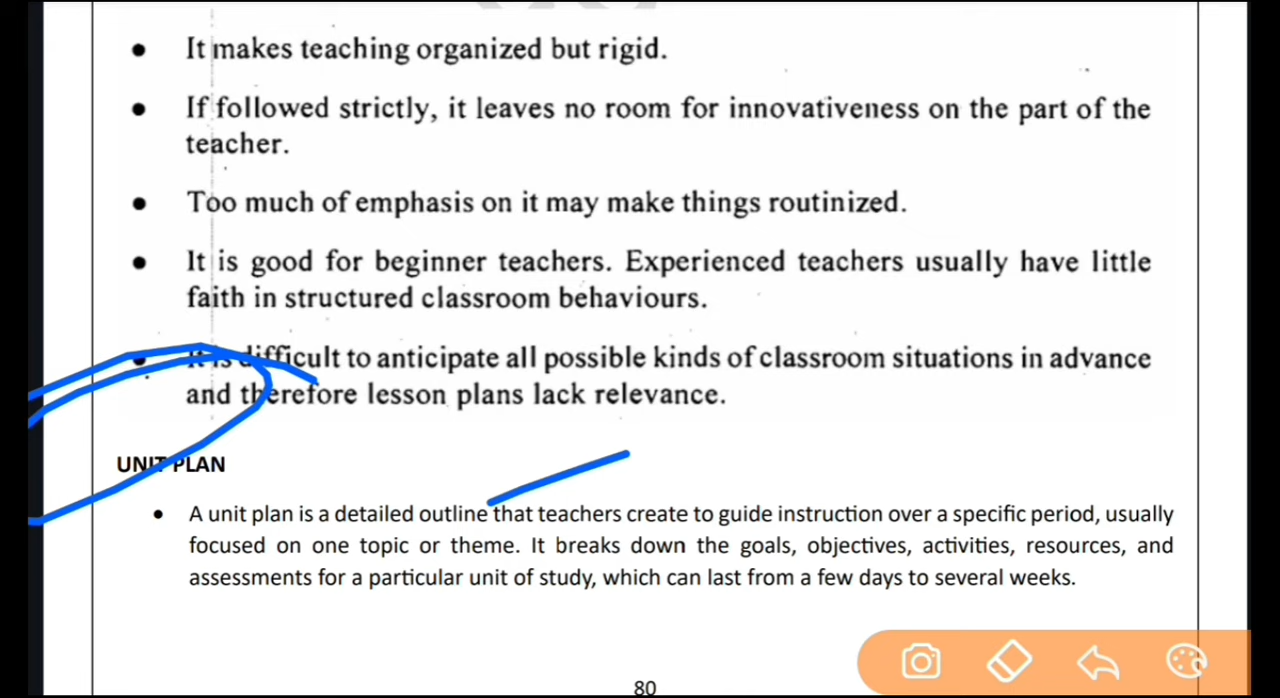 • It makes teaching organized but rigid.
• If followed strictly, it leaves no room for innovativeness on the part of the
teacher.
• Too much of emphasis on it may make things routinized.
• It is good for beginner teachers. Experienced teachers usually have little
faith in structured classroom behaviours.
• It is difficult to anticipate all possible kinds of classroom situations in advance
and therefore lesson plans lack relevance.
UNIT PLAN
• A unit plan is a detailed outline that teachers create to guide instruction over a specific period, usually
focused on one topic or theme. It breaks down the goals, objectives, activities, resources, and
assessments for a particular unit of study, which can last from a few days to several weeks.
80